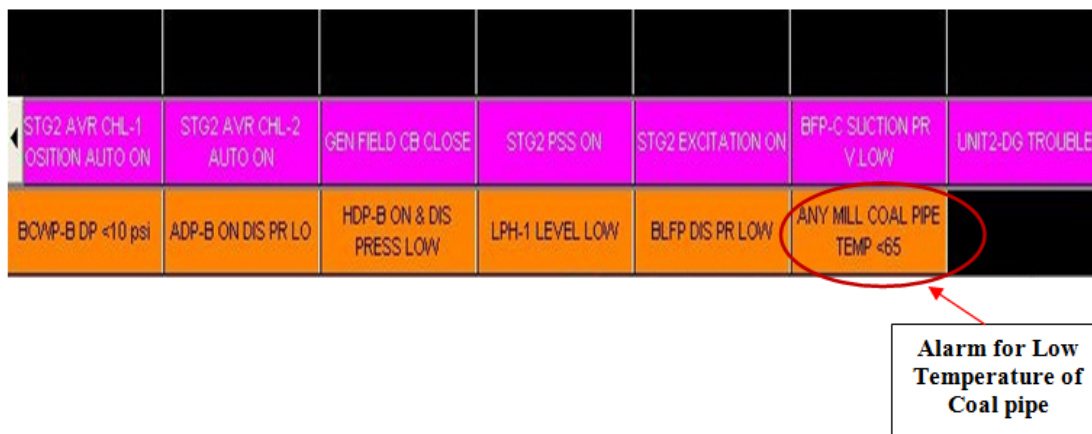 STG2 AVR CHL-1
OSITION AUTO ON
STG2 AVR CHL-2
AUTO ON
GEN FIELD CB CLOSE
STG2 PSS ON
STG2 EXCITATION ON
BFP-C SUCTION PR
V.LOW
UNIT2-DG TROUBLE
BCWP-B DP <10 psi
ADP-B ON DIS PR LO
HDP-B ON & DIS
PRESS LOW
LPH-1 LEVEL LOW
BLFP DIS PR LOW
ANY MILL COAL PIPE
TEMP <65
Alarm for Low
Temperature of
Coal pipe